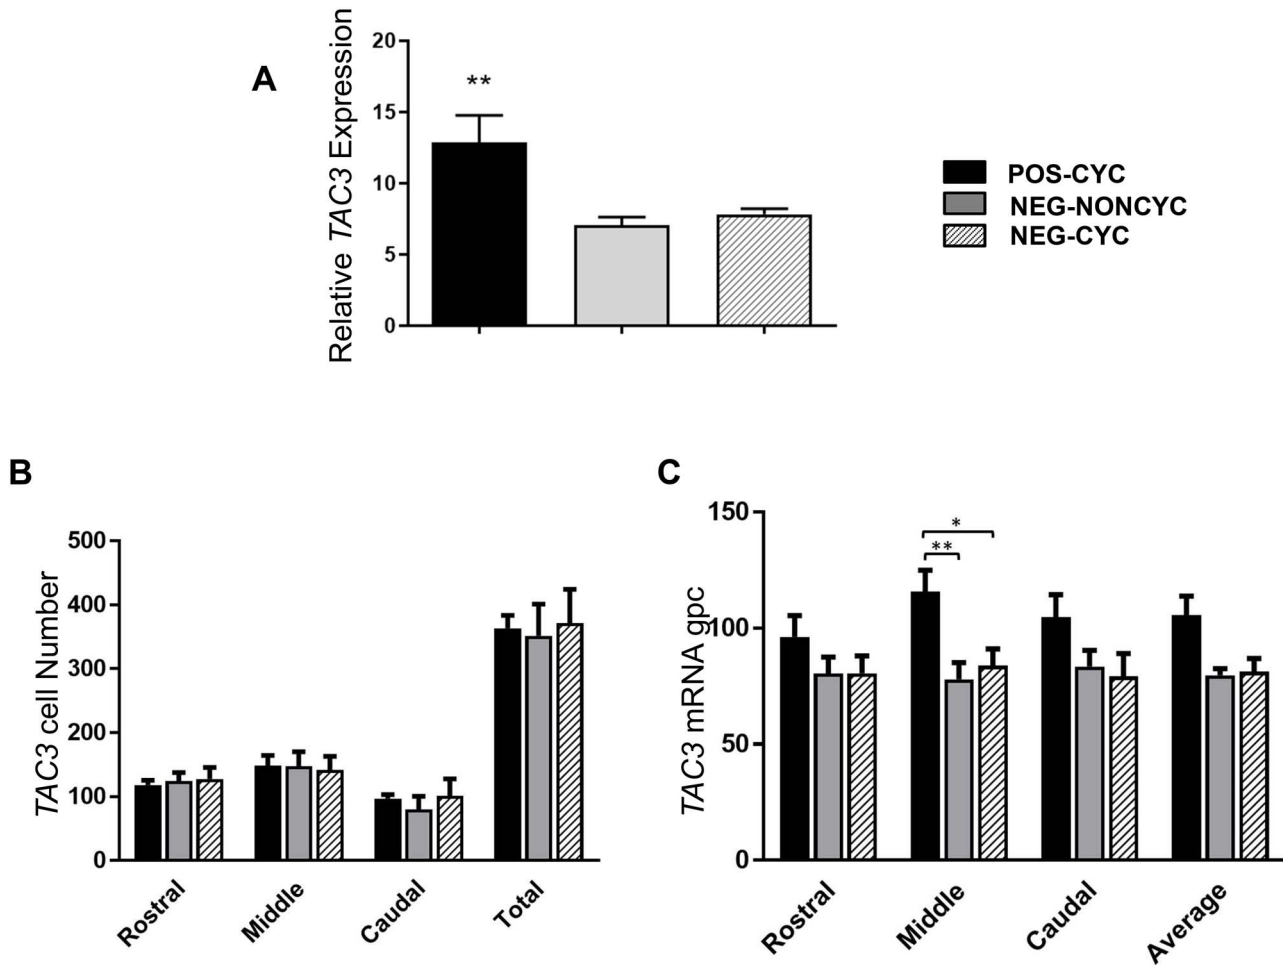 A
Relative TAC3 Expression
20
15
10
5
0
**
POS-CYC
NEG-NONCYC
NEG-CYC
B
TAC3 cell Number
500
400
300
200
100
0
Rostral
Middle
Caudal
Total
C
TAC3 mRNA gpc
150
100
50
0
*
**
Rostral
Middle
Caudal
Average